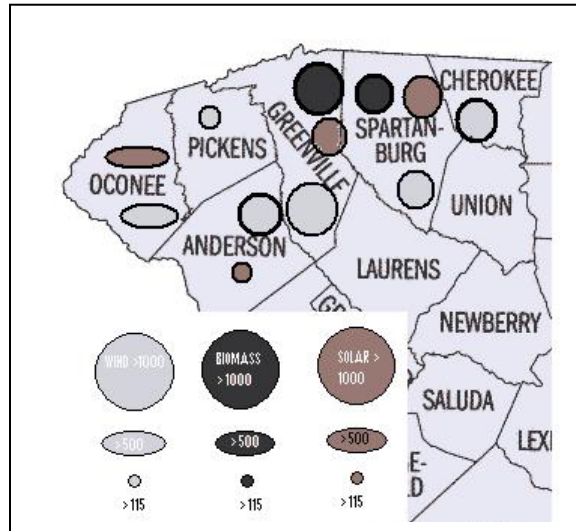 CHEROKEE
GREENVILLE
SPARTAN-
BURG
PICKENS
OCONEE
UNION
ANDERSON
LAURENS
NEWBERRY
SALUDA
WIND >1000
BIOMASS
>1000
SOLAR >
1000
>500
>500
>500
>115
>115
>115